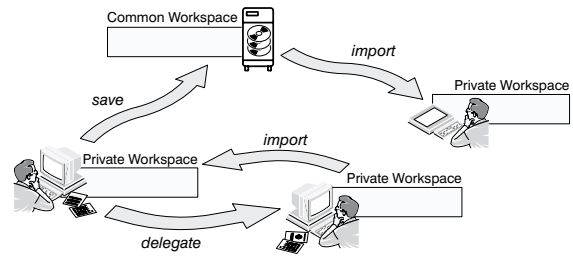 Common Workspace
import
Private Workspace
save
import
Private Workspace
Private Workspace
delegate